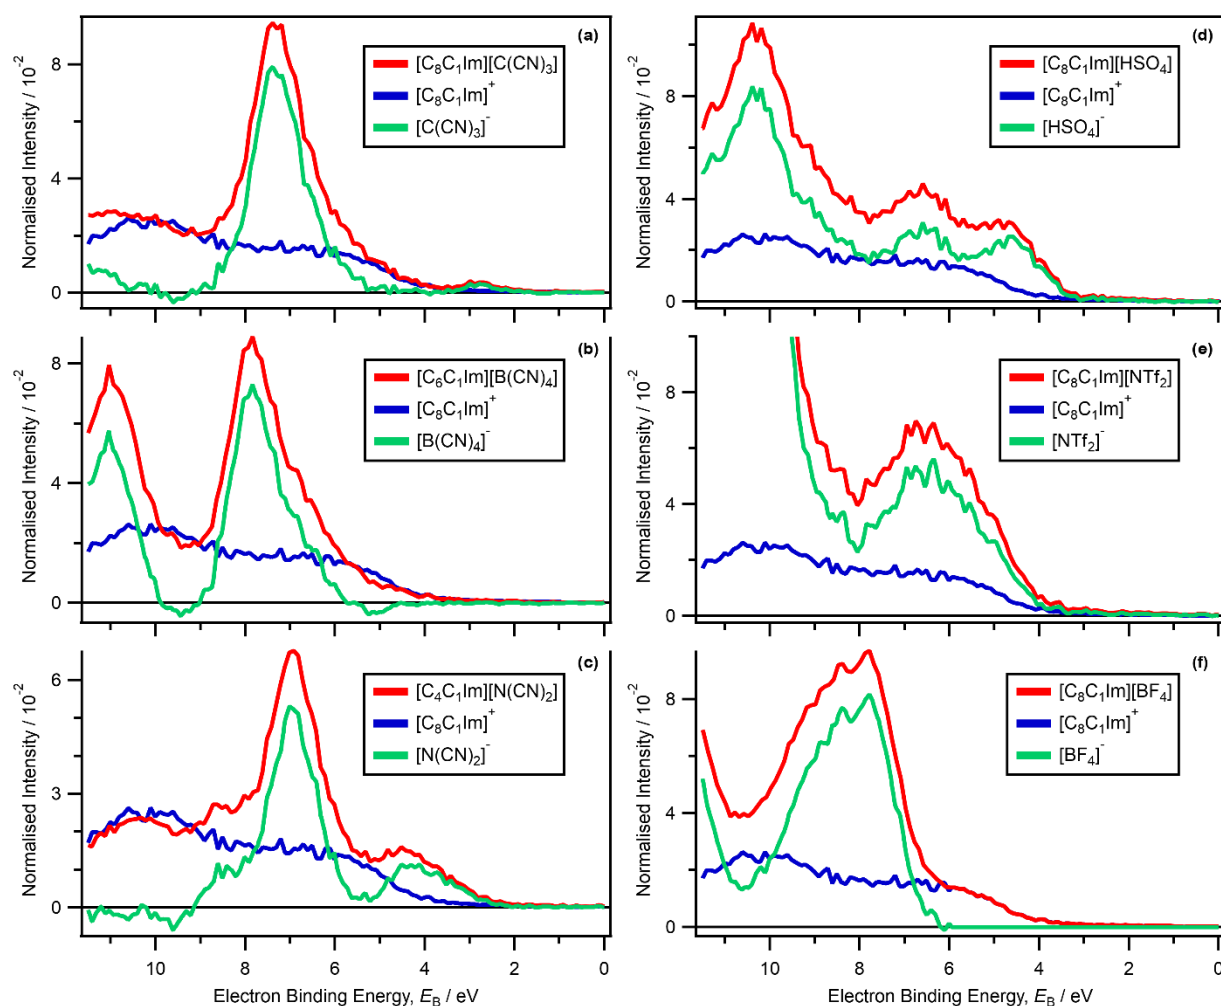 (a)
[C₈C₁Im][C(CN)₃]
[C₈C₁Im]⁺
[C(CN)₃]⁻
Normalised Intensity / 10⁻²
8
4
0
(b)
[C₆C₁Im][B(CN)₄]
[C₈C₁Im]⁺
[B(CN)₄]⁻
Normalised Intensity / 10⁻²
8
4
0
(c)
[C₄C₁Im][N(CN)₂]
[C₈C₁Im]⁺
[N(CN)₂]⁻
Normalised Intensity / 10⁻²
6
3
0
10 8 6 4 2 0
Electron Binding Energy, E_B / eV
(d)
[C₈C₁Im][HSO₄]
[C₈C₁Im]⁺
[HSO₄]⁻
Normalised Intensity / 10⁻²
8
4
0
(e)
[C₈C₁Im][NTf₂]
[C₈C₁Im]⁺
[NTf₂]⁻
Normalised Intensity / 10⁻²
8
4
0
(f)
[C₈C₁Im][BF₄]
[C₈C₁Im]⁺
[BF₄]⁻
Normalised Intensity / 10⁻²
8
4
0
10 8 6 4 2 0
Electron Binding Energy, E_B / eV